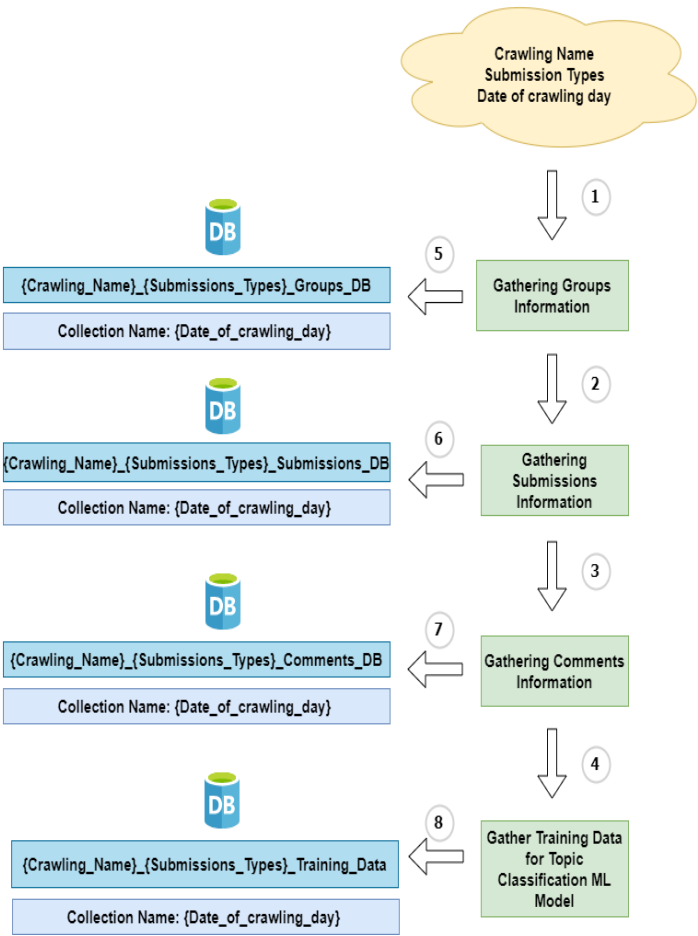 Crawling Name
Submission Types
Date of crawling day
1
DB
5
{Crawling_Name}_{Submissions_Types}_Groups_DB
Gathering Groups
Information
Collection Name: {Date_of_crawling_day}
2
DB
6
{Crawling_Name}_{Submissions_Types}_Submissions_DB
Gathering
Submissions
Information
Collection Name: {Date_of_crawling_day}
3
DB
7
{Crawling_Name}_{Submissions_Types}_Comments_DB
Gathering Comments
Information
Collection Name: {Date_of_crawling_day}
4
DB
8
{Crawling_Name}_{Submissions_Types}_Training_Data
Gather Training Data
for Topic
Classification ML
Model
Collection Name: {Date_of_crawling_day}